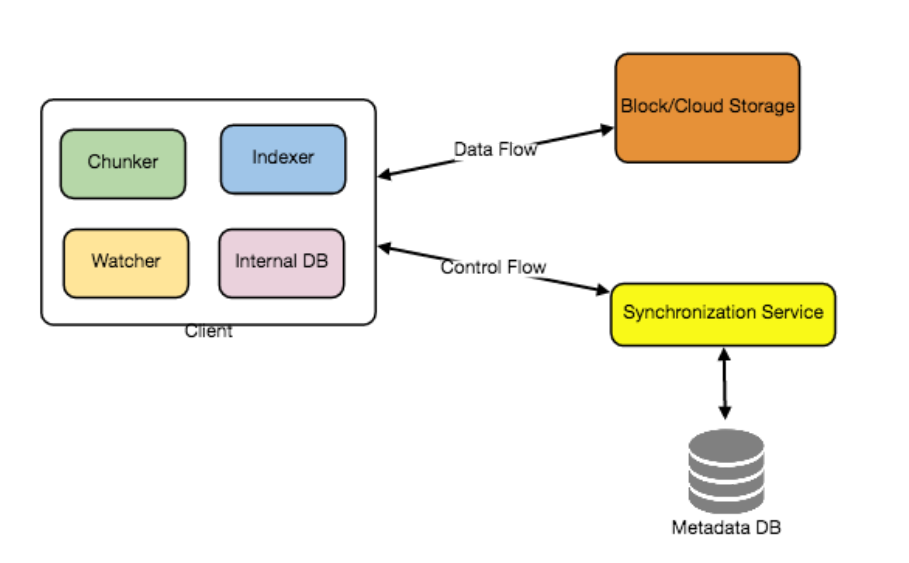 Block/Cloud Storage
Chunker
Indexer
Data Flow
Watcher
Internal DB
Control Flow
Client
Synchronization Service
Metadata DB